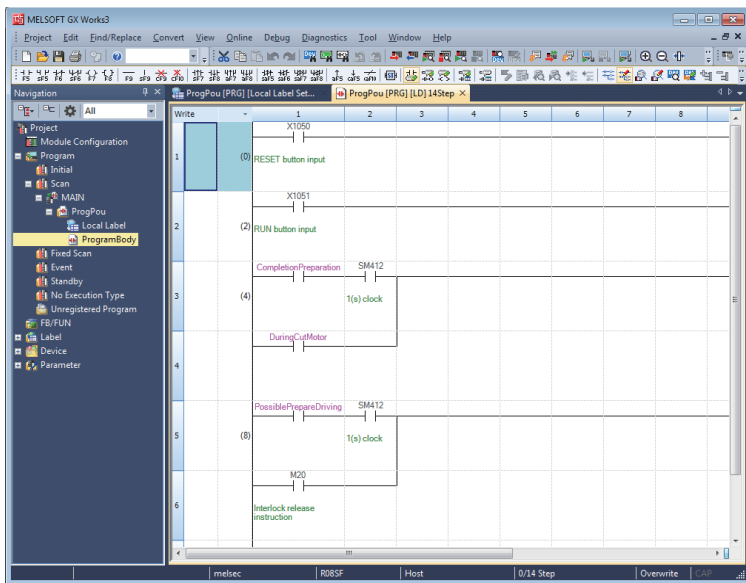 MELSOFT GX Works3
Project Edit Find/Replace Convert View Online Debug Diagnostics Tool Window Help
Navigation
ProgPou [PRG] [Local Label Set...
ProgPou [PRG] [LD] 14Step
All
Project
Module Configuration
Program
Initial
Scan
MAIN
ProgPou
Local Label
ProgramBody
Fixed Scan
Event
Standby
No Execution Type
Unregistered Program
FB/FUN
Label
Device
Parameter
Write 1 2 3 4 5 6 7 8
X1050
1 (0)
RESET button input
X1051
2 (2)
RUN button input
CompletionPreparation SM412
3 (4)
1(s) clock
DuringCutMotor
4
PossiblePrepareDriving SM412
5 (8)
1(s) clock
M20
6
Interlock release
instruction
melsec R08SF Host 0/14 Step Overwrite CAP